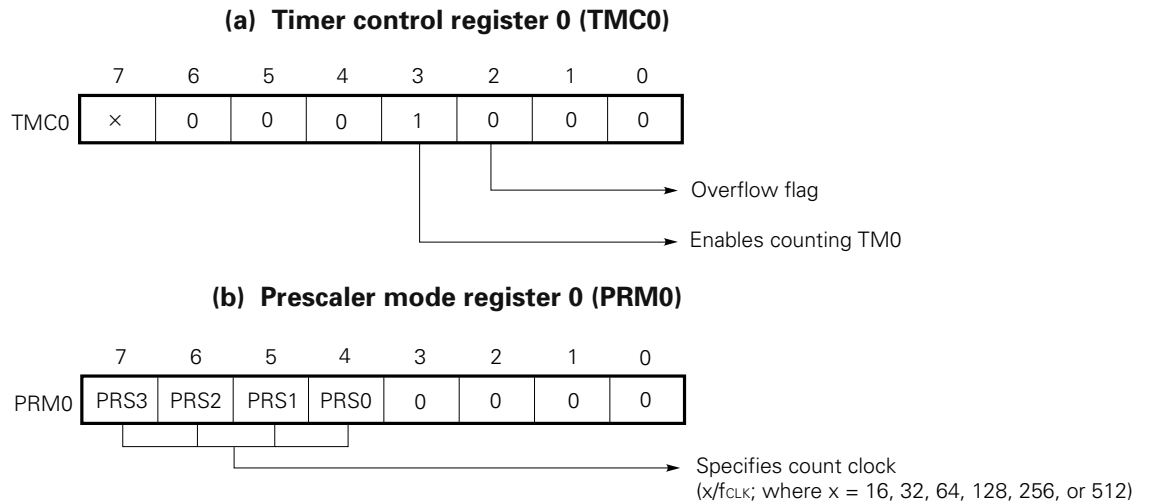 (a) Timer control register 0 (TMC0)
7 6 5 4 3 2 1 0
TMC0 × 0 0 0 1 0 0 0
Overflow flag
Enables counting TM0
(b) Prescaler mode register 0 (PRM0)
7 6 5 4 3 2 1 0
PRM0 PRS3 PRS2 PRS1 PRS0 0 0 0 0
Specifies count clock
(x/fCLK; where x = 16, 32, 64, 128, 256, or 512)